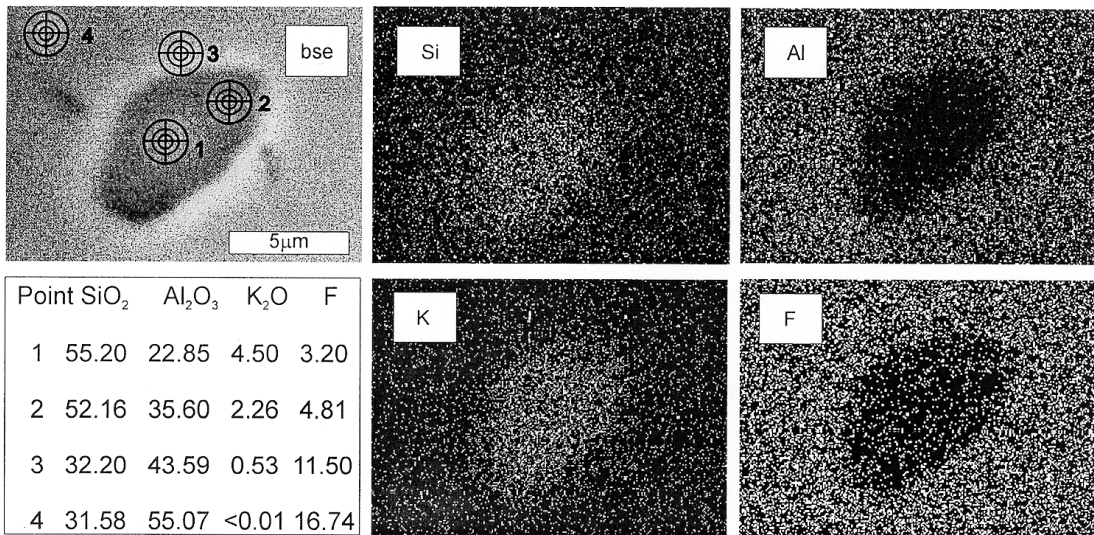 4
3
bse
2
1
5μm
Si
Al
Point SiO₂ Al₂O₃ K₂O F
1 55.20 22.85 4.50 3.20
2 52.16 35.60 2.26 4.81
3 32.20 43.59 0.53 11.50
4 31.58 55.07 <0.01 16.74
K
F